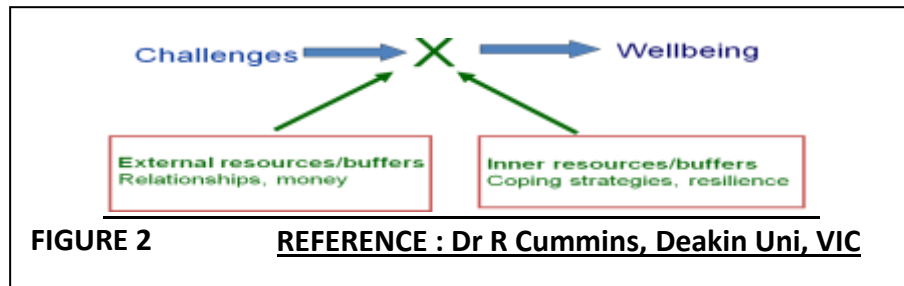 Challenges X Wellbeing
External resources/buffers
Relationships, money
Inner resources/buffers
Coping strategies, resilience
FIGURE 2 REFERENCE : Dr R Cummins, Deakin Uni, VIC